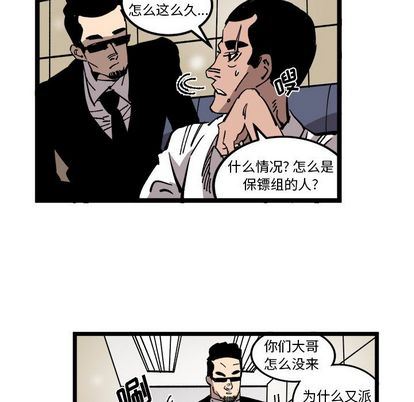 怎么这么久...
嗖
什么情况? 怎么是
保镖组的人?
唰
你们大哥
怎么没来
为什么又派